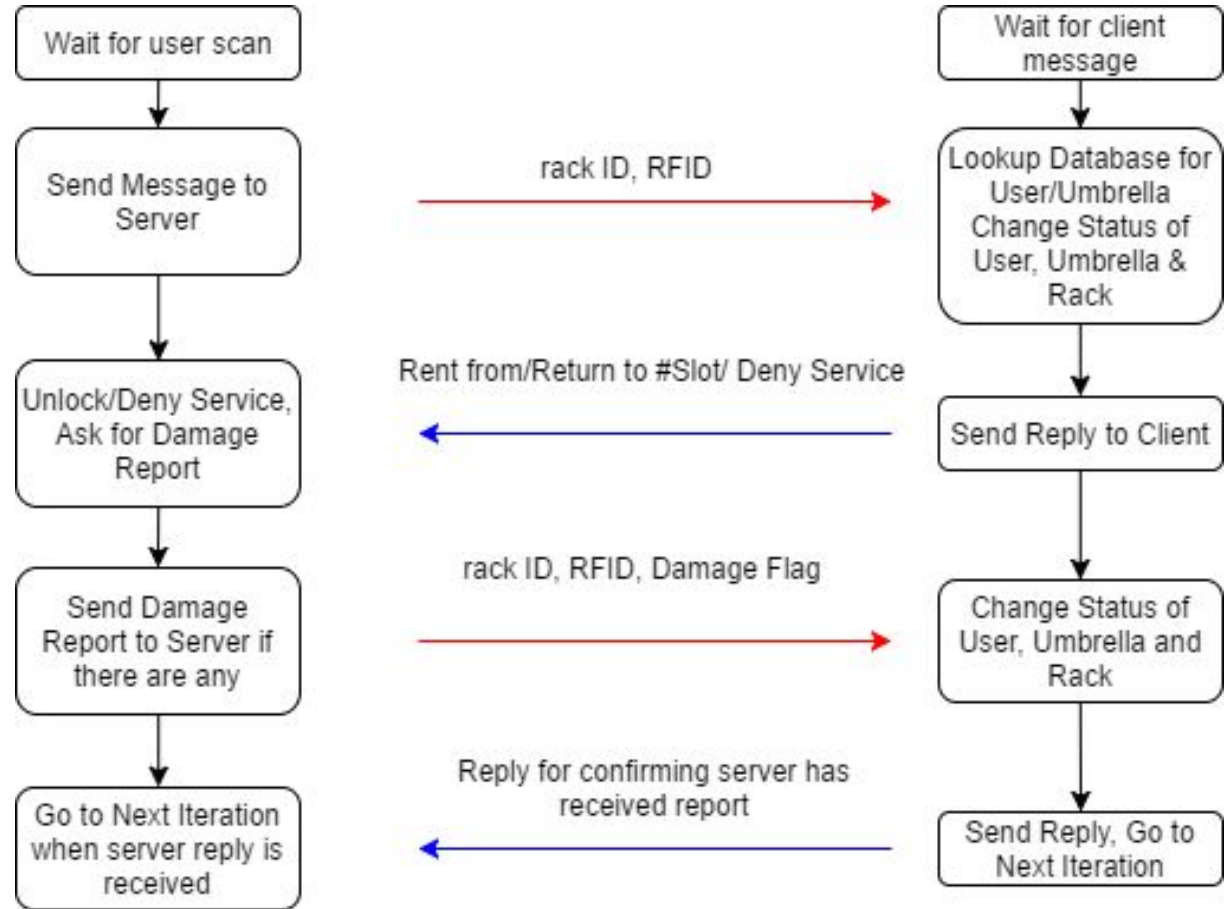 Wait for user scan
Wait for client
message
Send Message to
Server
rack ID, RFID
Lookup Database for
User/Umbrella
Change Status of
User, Umbrella &
Rack
Unlock/Deny Service,
Ask for Damage
Report
Rent from/Return to #Slot/ Deny Service
Send Reply to Client
Send Damage
Report to Server if
there are any
rack ID, RFID, Damage Flag
Change Status of
User, Umbrella and
Rack
Go to Next Iteration
when server reply is
received
Reply for confirming server has
received report
Send Reply, Go to
Next Iteration